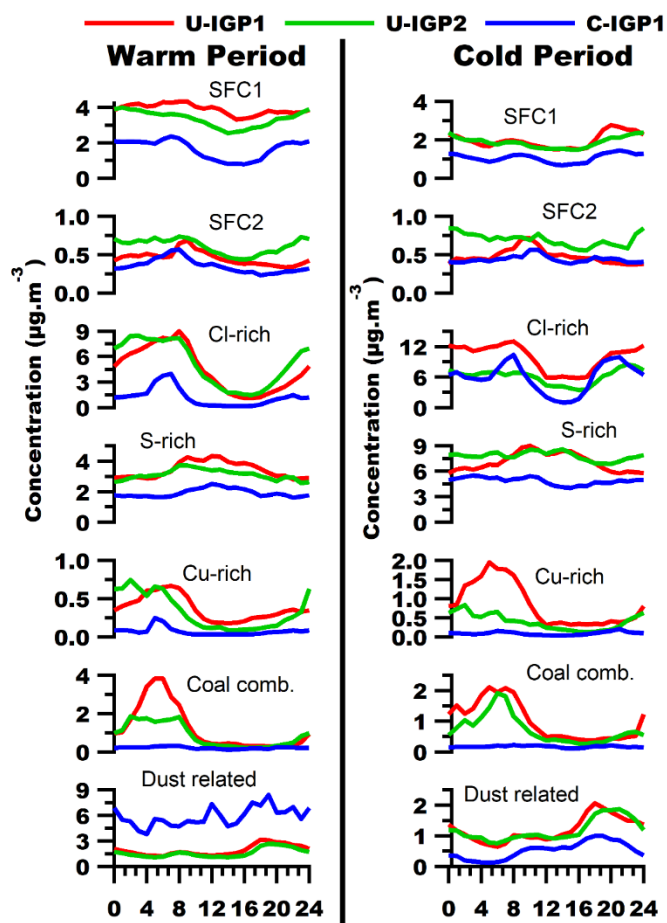 U-IGP1 U-IGP2 C-IGP1
Warm Period
Concentration (µg.m-3)
SFC1
4
2
0
SFC2
1.0
0.5
0.0
Cl-rich
9
6
3
0
S-rich
6
4
2
0
Cu-rich
1.0
0.5
0.0
Coal comb.
4
2
0
Dust related
9
6
3
0
0 4 8 12 16 20 24
Cold Period
Concentration (µg.m-3)
SFC1
4
2
0
SFC2
1.0
0.5
0.0
Cl-rich
12
6
0
S-rich
9
6
3
0
Cu-rich
2.0
1.5
1.0
0.5
0.0
Coal comb.
2
1
0
Dust related
2
1
0
0 4 8 12 16 20 24